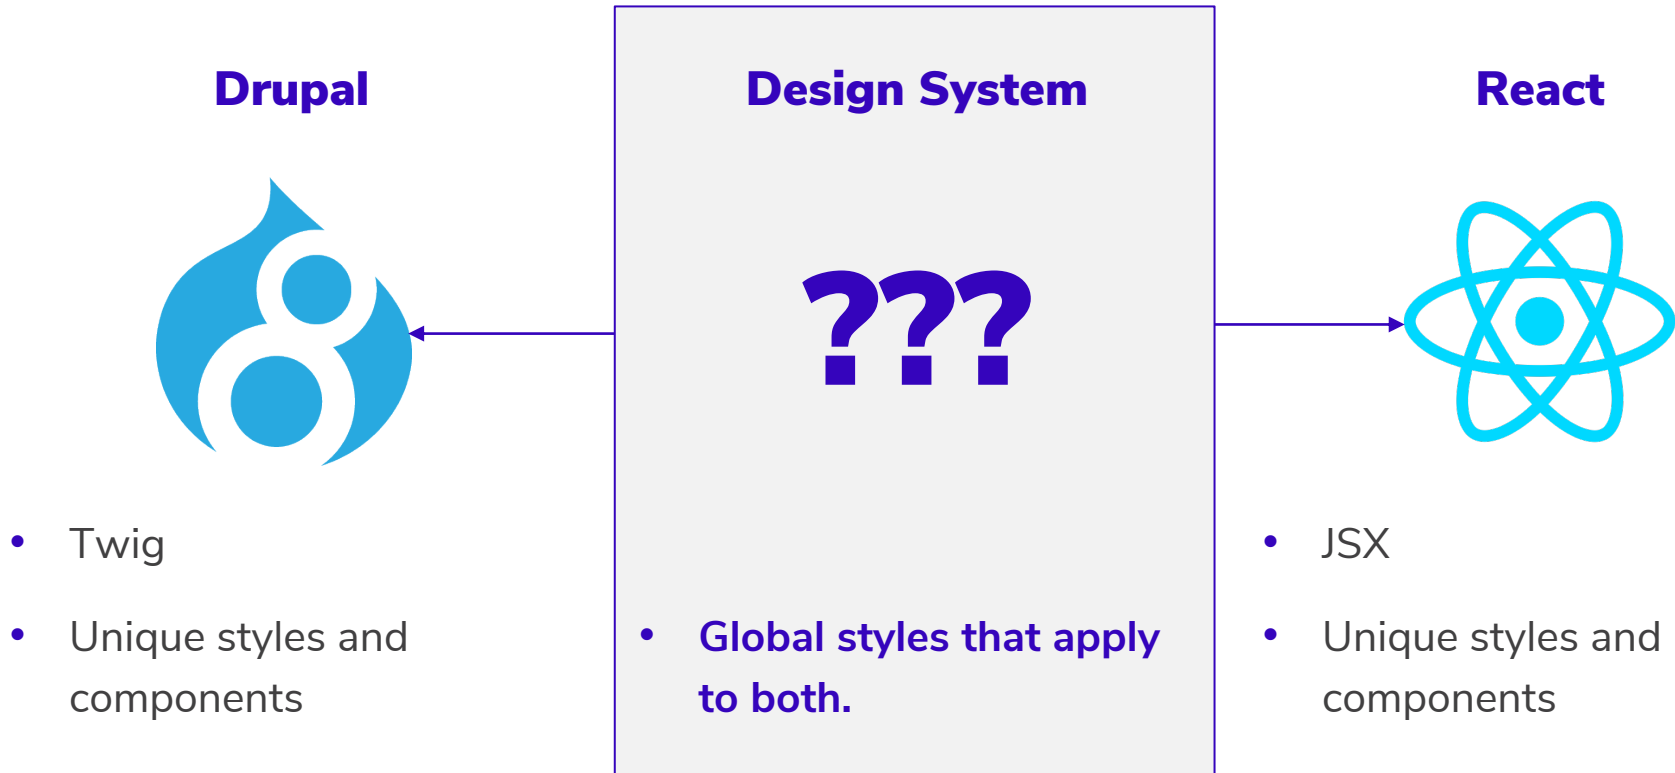 Drupal
Design System
React
???
• Twig
• Unique styles and
components
• Global styles that apply
to both.
• JSX
• Unique styles and
components